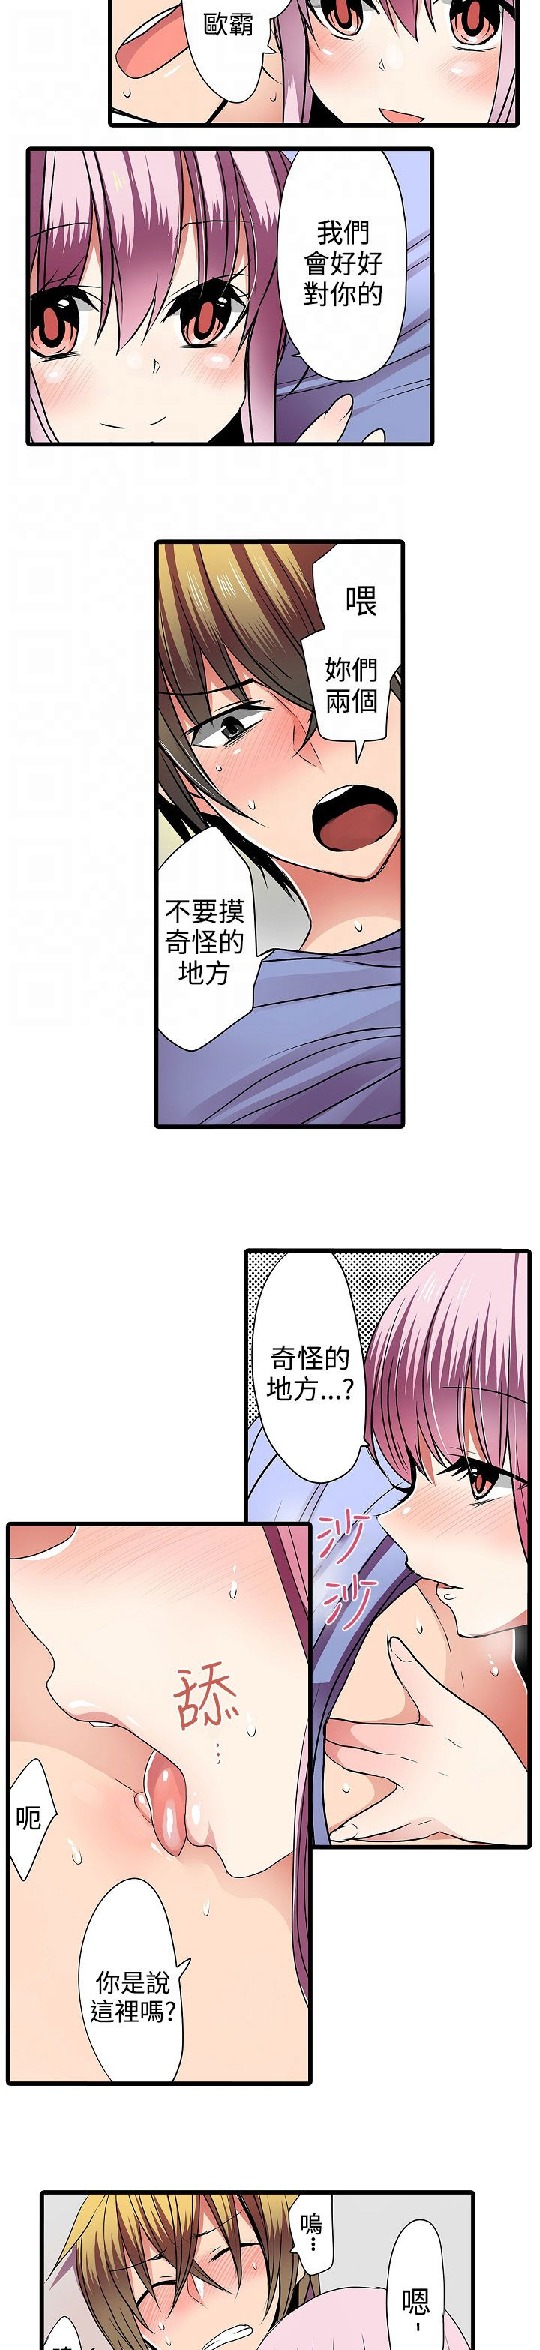 歐霸
我們
會好好
對你的
喂
妳們
兩個
不要摸
奇怪的
地方
奇怪的
地方…?
沙
沙
舔…
呃
你是說
這裡嗎?
嗚…
嗯，